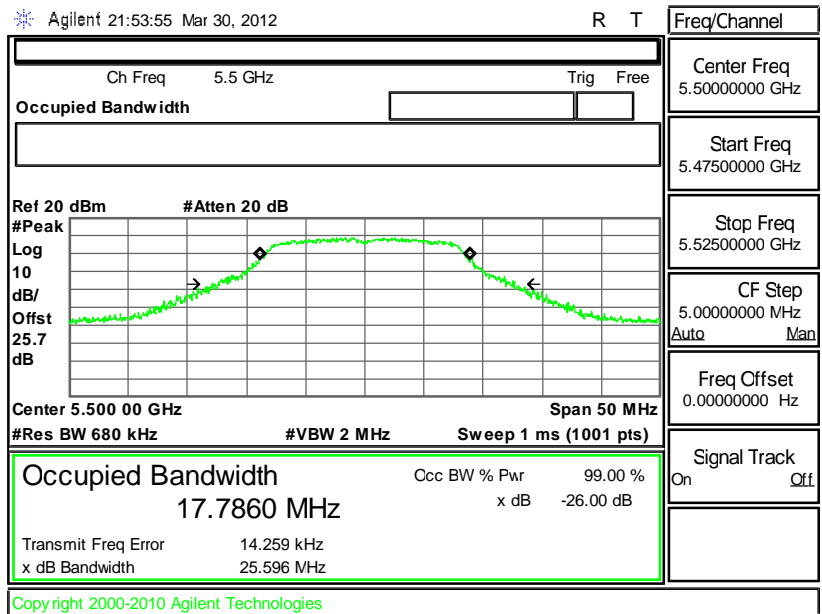 Agilent 21:53:55 Mar 30, 2012 R T
Freq/Channel
Ch Freq 5.5 GHz Trig Free
Occupied Bandwidth
Center Freq
5.50000000 GHz
Start Freq
5.47500000 GHz
Stop Freq
5.52500000 GHz
CF Step
5.00000000 MHz
Auto Man
Freq Offset
0.00000000 Hz
Signal Track
On Off
Ref 20 dBm #Atten 20 dB
#Peak
Log
10
dB/
Offst
25.7
dB
Center 5.500 00 GHz Span 50 MHz
#Res BW 680 kHz #VBW 2 MHz Sweep 1 ms (1001 pts)
Occupied Bandwidth
17.7860 MHz
Occ BW % Pwr 99.00 %
x dB -26.00 dB
Transmit Freq Error 14.259 kHz
x dB Bandwidth 25.596 MHz
Copyright 2000-2010 Agilent Technologies